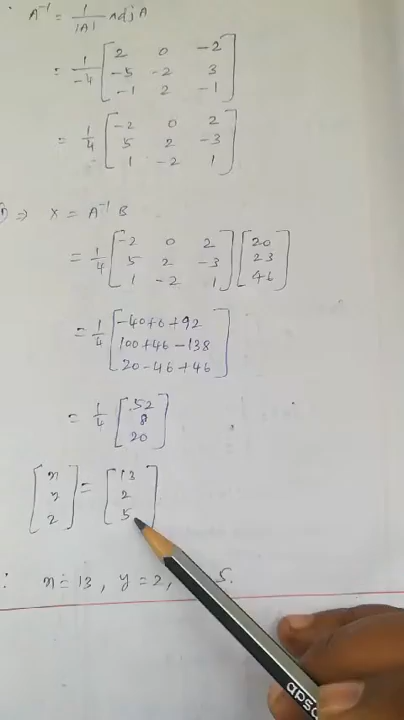 A⁻¹ = 1/|A| adj A
= 1/-4 [2 0 -2
-5 -2 3
-1 2 -1]
= 1/4 [-2 0 2
5 2 -3
1 -2 1]
⇒ X = A⁻¹ B
= 1/4 [-2 0 2
5 2 -3
1 -2 1] [20
23
46]
= 1/4 [-40+0+92
100+46-138
20-46+46]
= 1/4 [52
8
20]
[x
y
z] = [13
2
5]
∴ x = 13, y = 2, 5.
apsara